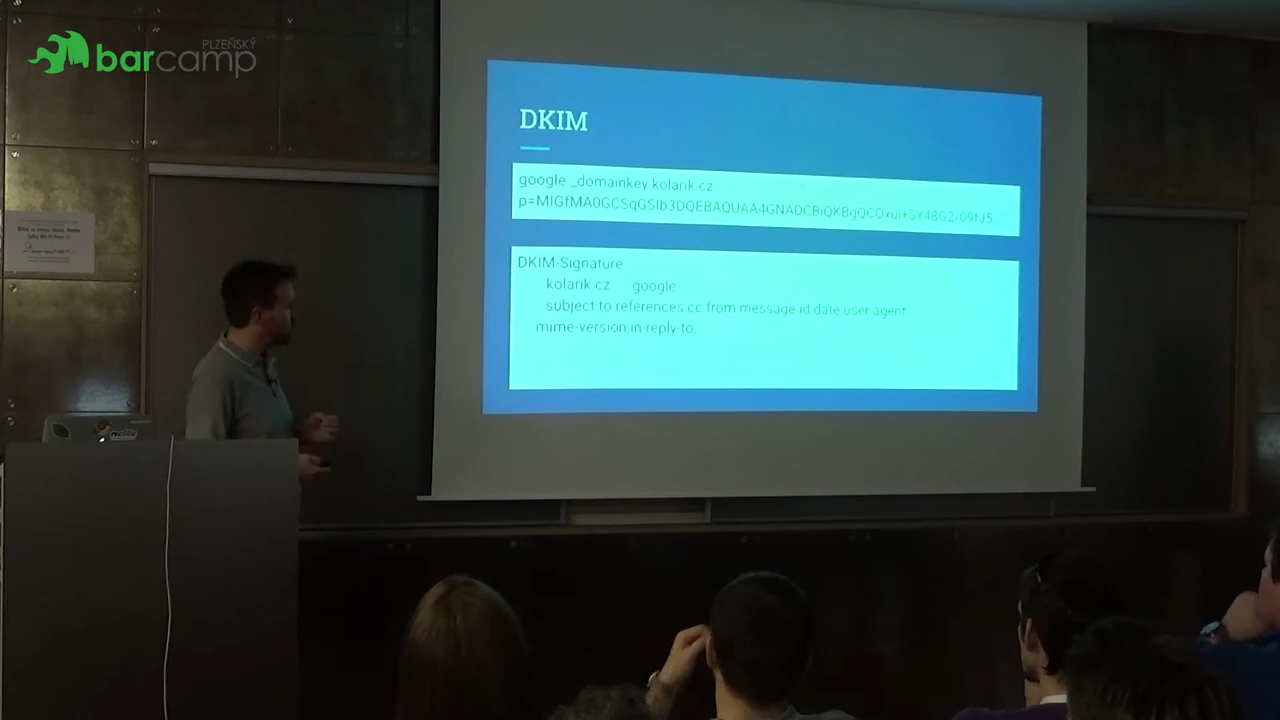 PLZEŇSKÝ
barcamp
DKIM
google _domainkey kolarik cz
p=MIGfMA0GCSqGSIb3DQEBAQUAA4GNADCBiQKBgQCOxui+SY48G2/09fJ5
DKIM-Signature
kolarik cz google
subject to references cc from message id date user agent
mime-version in-reply-to,